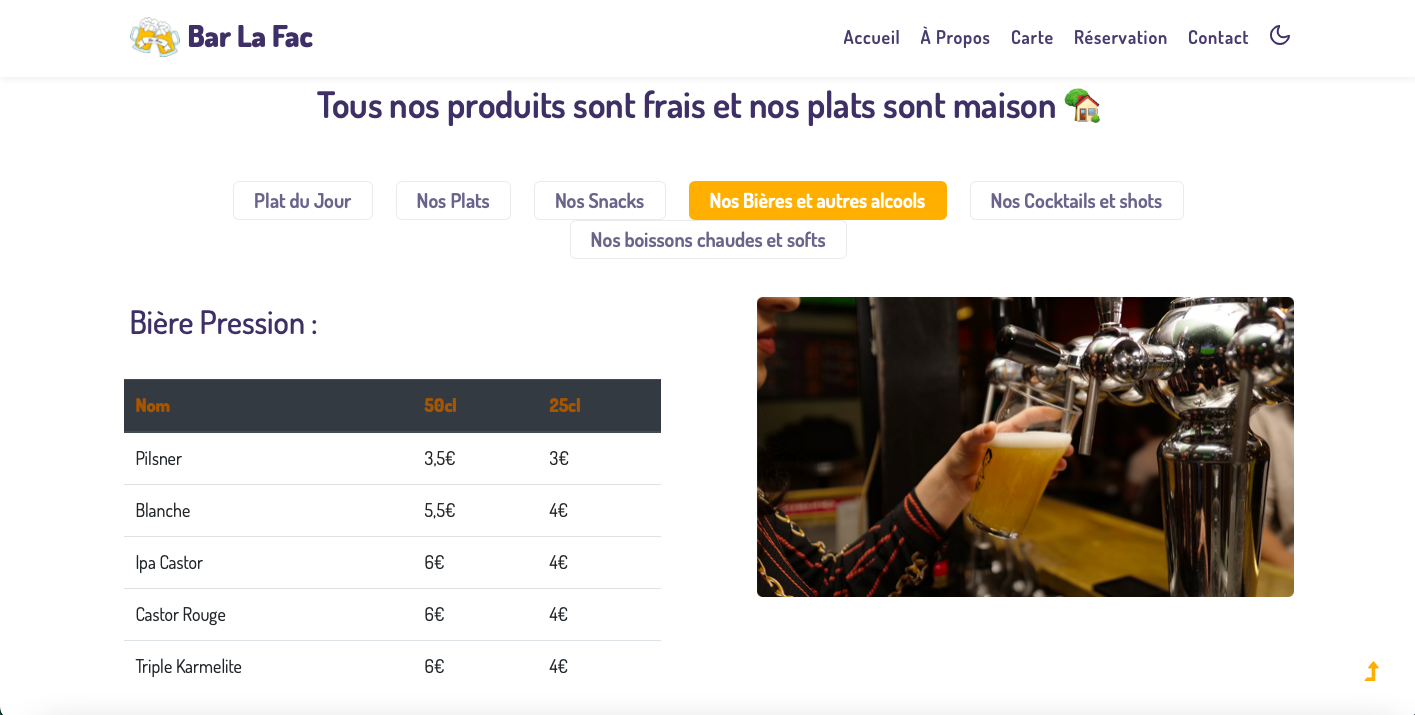 Bar La Fac
Accueil À Propos Carte Réservation Contact
Tous nos produits sont frais et nos plats sont maison 🏡
Plat du Jour Nos Plats Nos Snacks Nos Bières et autres alcools Nos Cocktails et shots
Nos boissons chaudes et softs
Bière Pression :
Nom 50cl 25cl
Pilsner 3,5€ 3€
Blanche 5,5€ 4€
Ipa Castor 6€ 4€
Castor Rouge 6€ 4€
Triple Karmelite 6€ 4€